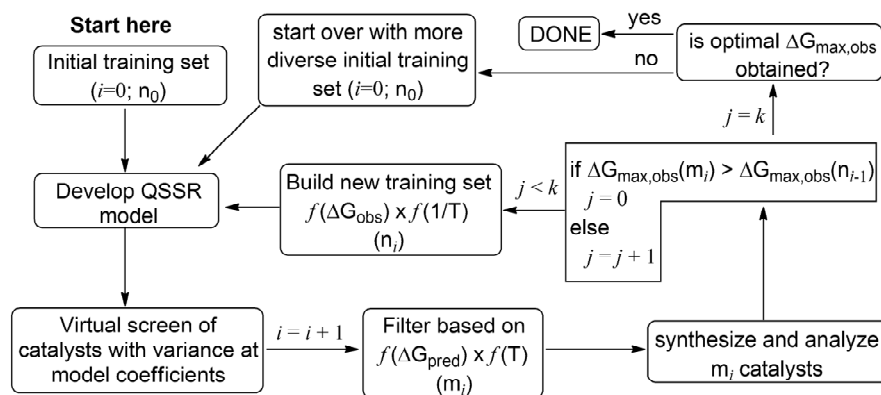 Start here
Initial training set
(i=0; n₀)
start over with more
diverse initial training
set (i=0; n₀)
DONE
yes
no
is optimal ΔGmax,obs
obtained?
j = k
if ΔGmax,obs(mᵢ) > ΔGmax,obs(nᵢ₋₁)
j = 0
else
j = j + 1
j < k
Build new training set
f(ΔGobs) x f(1/T)
(nᵢ)
Develop QSSR
model
Virtual screen of
catalysts with variance at
model coefficients
i = i + 1
Filter based on
f(ΔGpred) x f(T)
(mᵢ)
synthesize and analyze
mᵢ catalysts